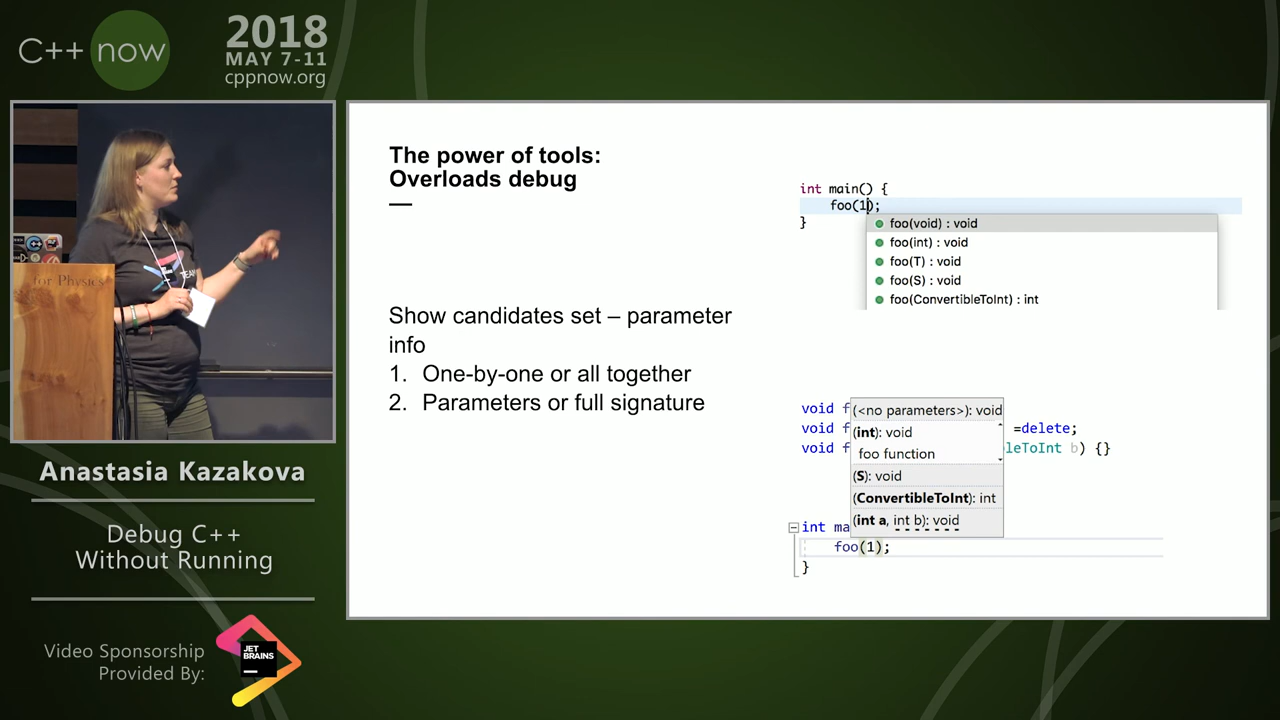 C++ now
2018
MAY 7-11
cppnow.org
for Physics
TEAM
Anastasia Kazakova
Debug C++
Without Running
Video Sponsorship
Provided By:
JET
BRAINS
The power of tools:
Overloads debug
Show candidates set – parameter
info
1. One-by-one or all together
2. Parameters or full signature
int main() {
foo(1);
}
foo(void) : void
foo(int) : void
foo(T) : void
foo(S) : void
foo(ConvertibleToInt) : int
void f
void f =delete;
void f leToInt b) {}
(<no parameters>): void
(int): void
foo function
(S): void
(ConvertibleToInt): int
(int a, int b): void
int ma
foo(1);
}